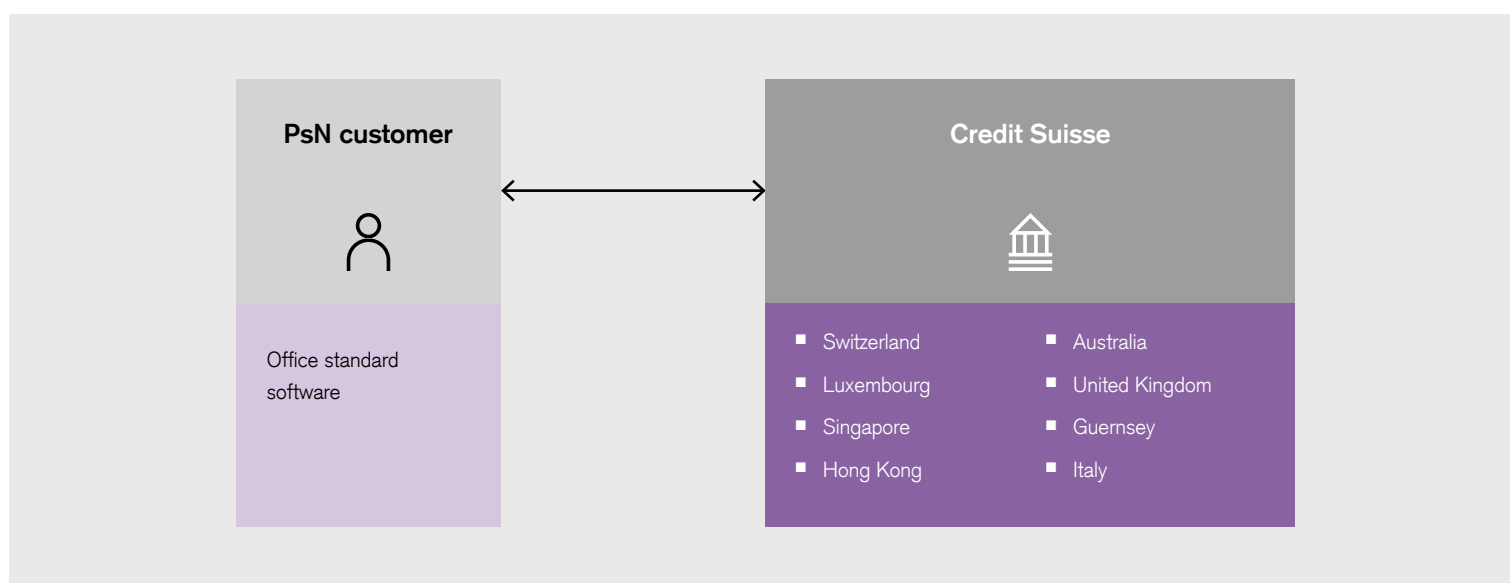 PsN customer
Office standard
software
Credit Suisse
Switzerland
Luxembourg
Singapore
Hong Kong
Australia
United Kingdom
Guernsey
Italy